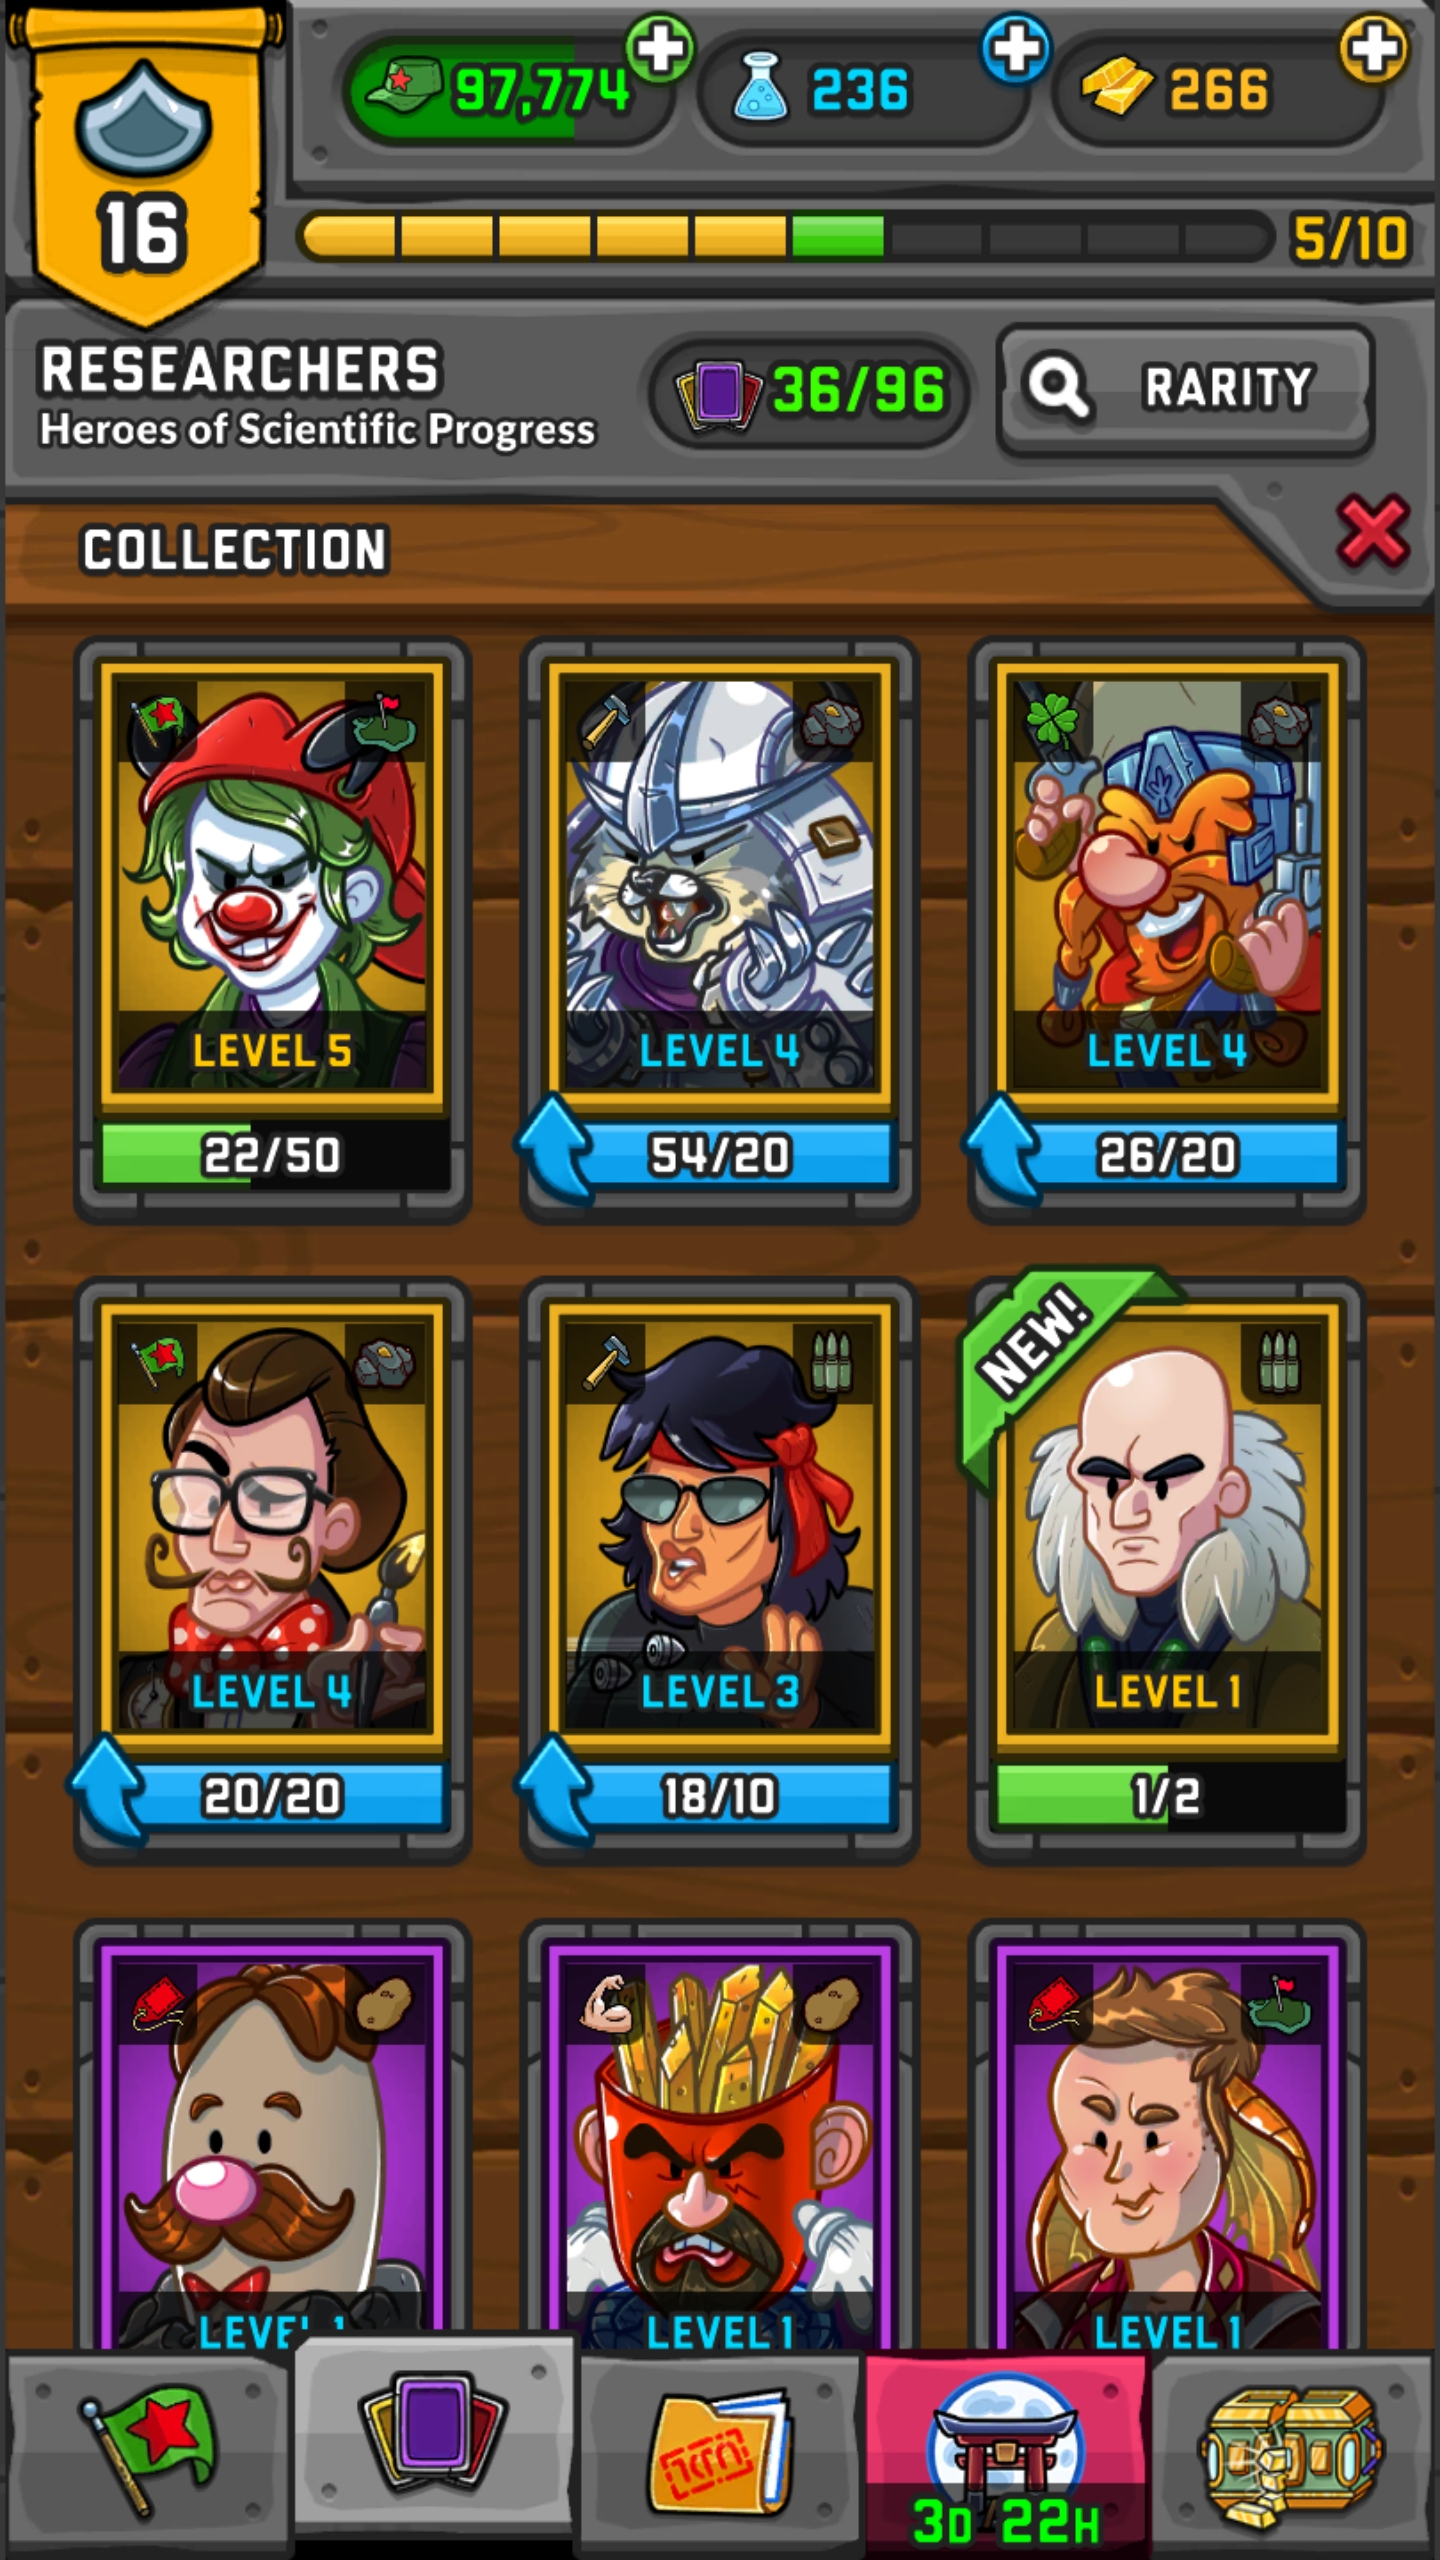 97,774
236
266
16
5/10
RESEARCHERS
Heroes of Scientific Progress
36/96
RARITY
COLLECTION
LEVEL 5
LEVEL 4
LEVEL 4
22/50
54/20
26/20
NEW!
LEVEL 4
LEVEL 3
LEVEL 1
20/20
18/10
1/2
LEVEL 1
LEVEL 1
LEVEL 1
3D 22H